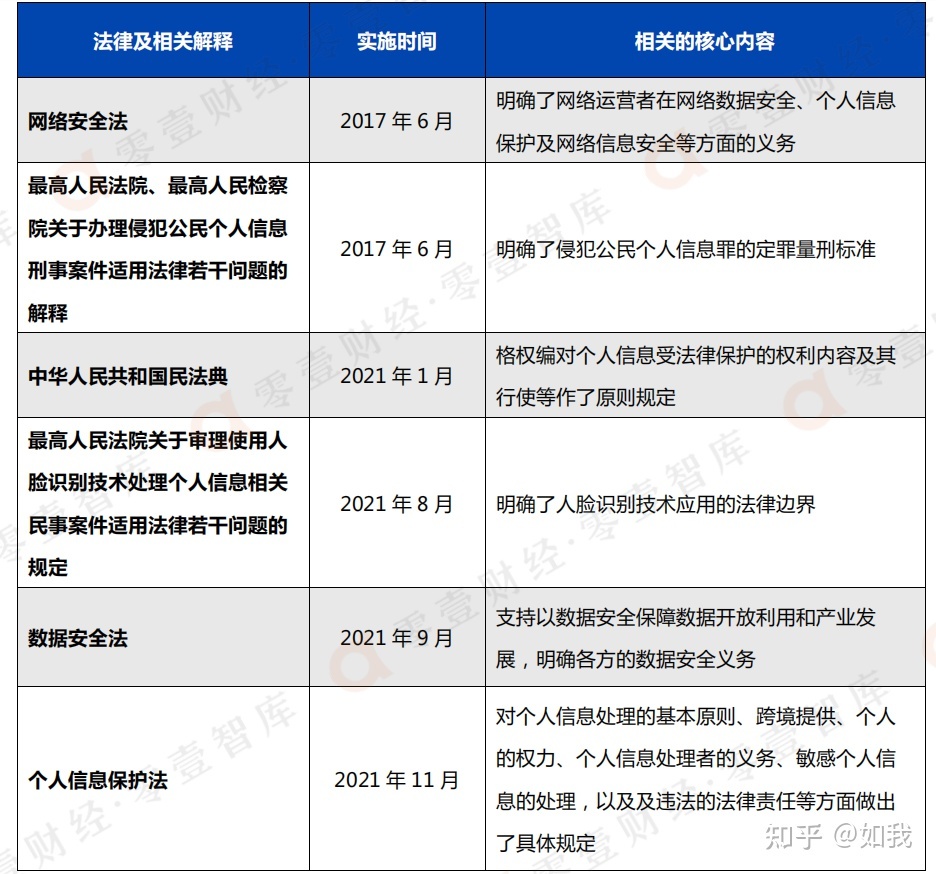 法律及相关解释 实施时间 相关的核心内容
网络安全法 2017 年 6 月 明确了网络运营者在网络数据安全、个人信息
保护及网络信息安全等方面的义务
最高人民法院、最高人民检察
院关于办理侵犯公民个人信息
刑事案件适用法律若干问题的
解释
2017 年 6 月
明确了侵犯公民个人信息罪的定罪量刑标准
中华人民共和国民法典 2021 年 1 月 格权编对个人信息受法律保护的权利内容及其
行使等作了原则规定
最高人民法院关于审理使用人
脸识别技术处理个人信息相关
民事案件适用法律若干问题的
规定
2021 年 8 月
明确了人脸识别技术应用的法律边界
数据安全法 2021 年 9 月 支持以数据安全保障数据开放利用和产业发
展，明确各方的数据安全义务
个人信息保护法 2021 年 11 月 对个人信息处理的基本原则、跨境提供、个人
的权力、个人信息处理者的义务、敏感个人信
息的处理，以及及违法的法律责任等方面做出
了具体规定
零壹财经·零壹智库
零壹财经·零壹智库
零壹财经·零壹智库
知乎 @如我